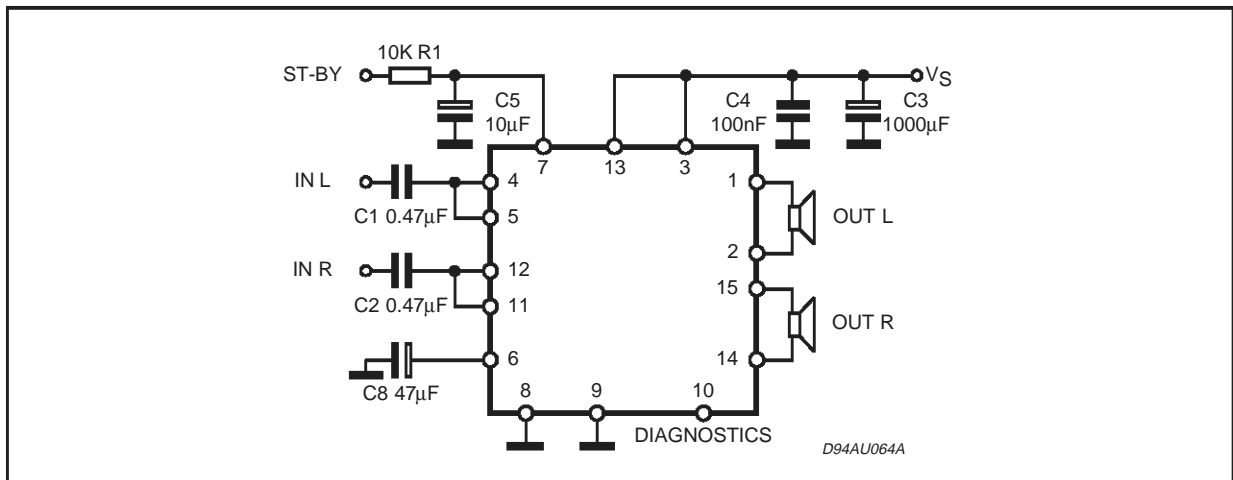 10K R1
ST-BY
VS
C5
10µF
C4
100nF
C3
1000µF
7
13
3
IN L
4
1
C1 0.47µF
5
OUT L
2
IN R
12
15
C2 0.47µF
11
OUT R
6
14
C8 47µF
8
9
10
DIAGNOSTICS
D94AU064A